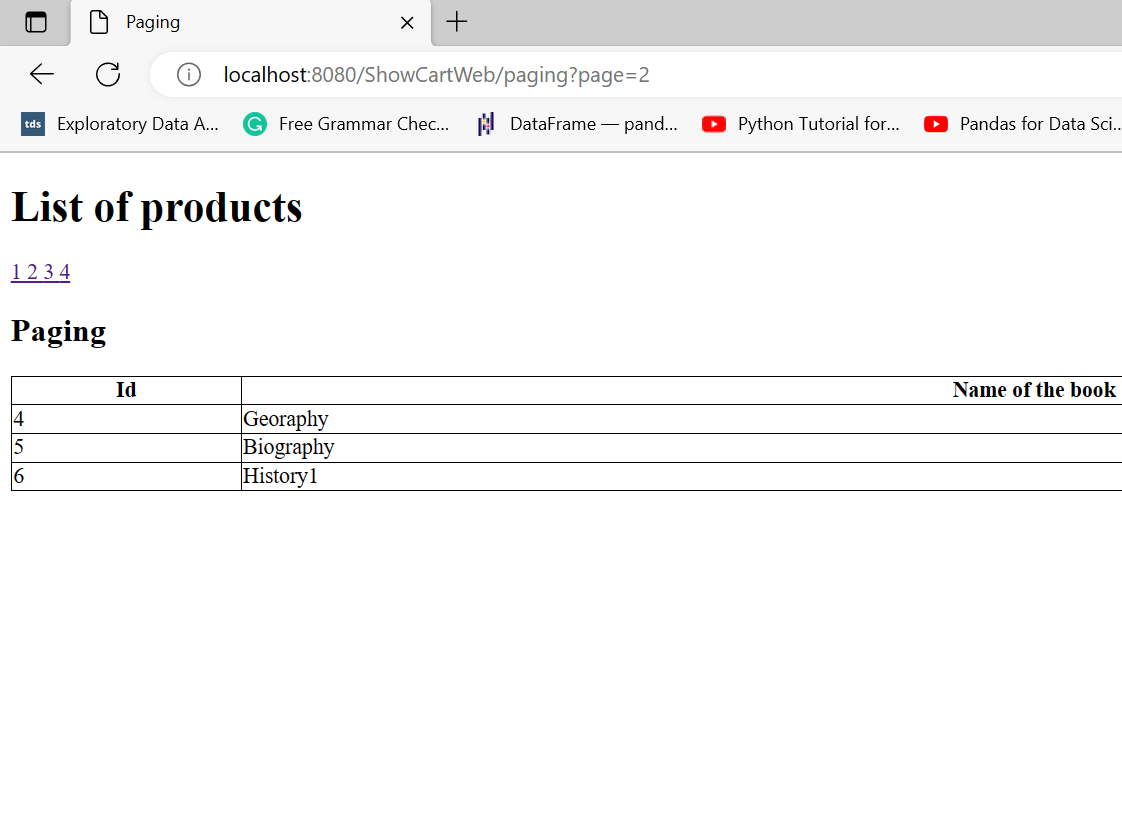 Paging
localhost:8080/ShowCartWeb/paging?page=2
tds Exploratory Data A... G Free Grammar Chec... DataFrame — pand... Python Tutorial for... Pandas for Data Sci...
List of products
1 2 3 4
Paging
Id Name of the book
4 Georaphy
5 Biography
6 History1